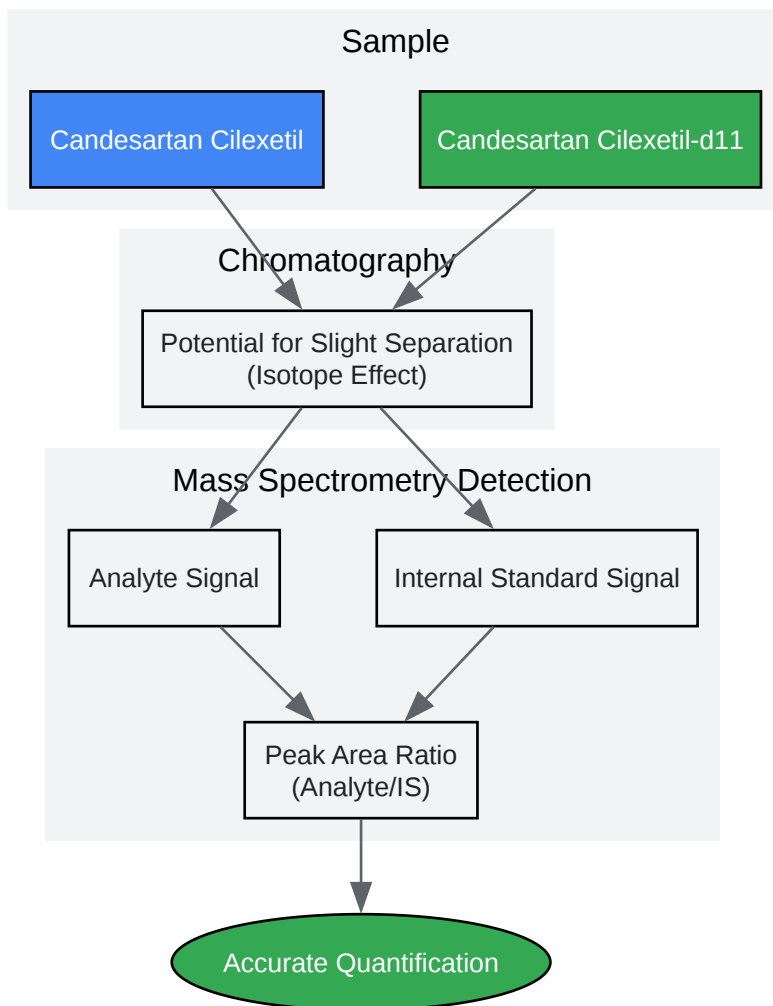 Sample
Candesartan Cilexetil
Candesartan Cilexetil-d11
Chromatography
Potential for Slight Separation
(Isotope Effect)
Mass Spectrometry Detection
Analyte Signal
Internal Standard Signal
Peak Area Ratio
(Analyte/IS)
Accurate Quantification